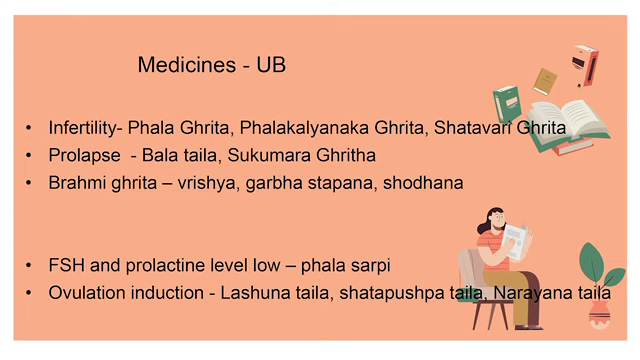 Medicines - UB
• Infertility- Phala Ghrita, Phalakalyanaka Ghrita, Shatavari Ghrita
• Prolapse - Bala taila, Sukumara Ghritha
• Brahmi ghrita – vrishya, garbha stapana, shodhana
• FSH and prolactine level low – phala sarpi
• Ovulation induction - Lashuna taila, shatapushpa taila, Narayana taila